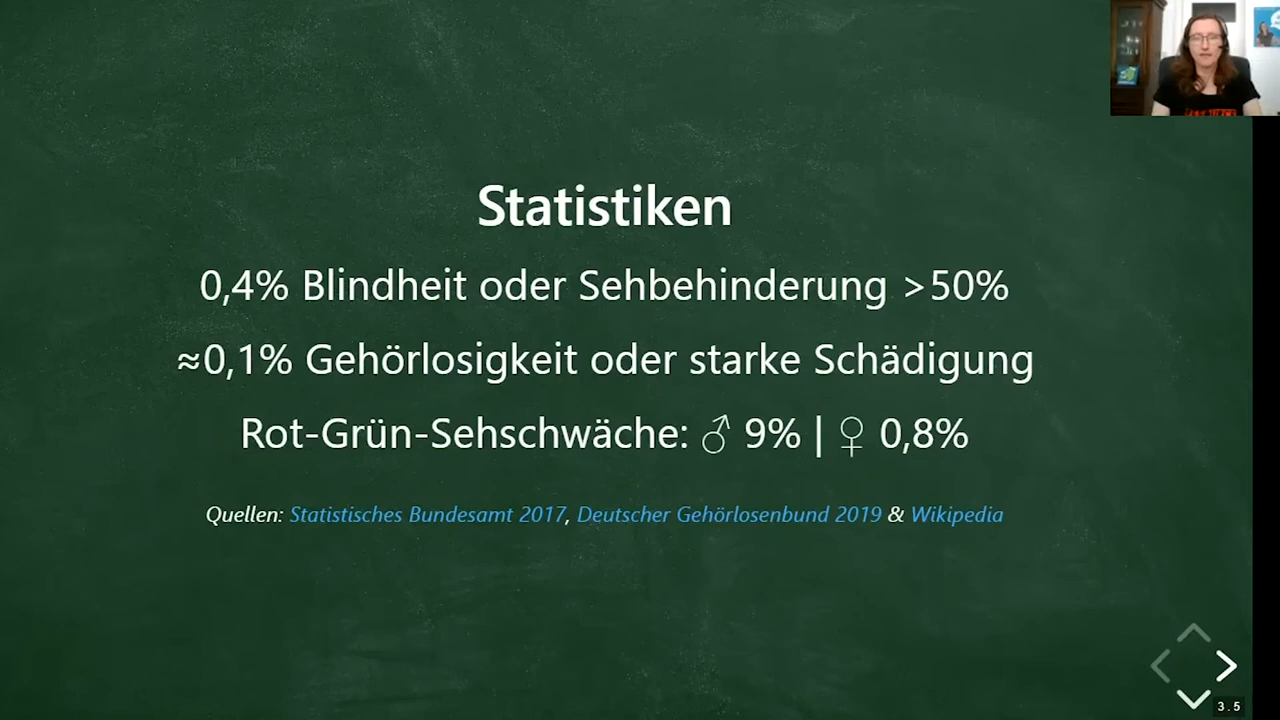 Statistiken
0,4% Blindheit oder Sehbehinderung >50%
≈0,1% Gehörlosigkeit oder starke Schädigung
Rot-Grün-Sehschwäche: ♂ 9% | ♀ 0,8%
Quellen: Statistisches Bundesamt 2017, Deutscher Gehörlosenbund 2019 & Wikipedia
3.5